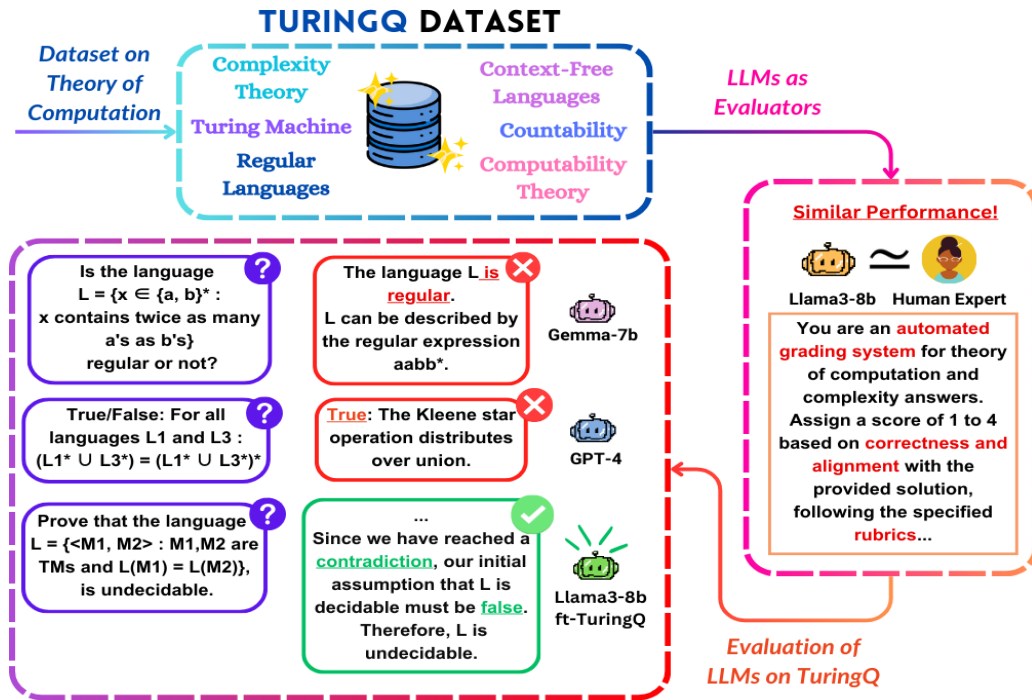 TURINGQ DATASET
Dataset on
Theory of
Computation
Complexity
Theory
Turing Machine
Regular
Languages
Context-Free
Languages
Countability
Computability
Theory
LLMs as
Evaluators
Similar Performance!
≃
Llama3-8b Human Expert
You are an automated
grading system for theory
of computation and
complexity answers.
Assign a score of 1 to 4
based on correctness and
alignment with the
provided solution,
following the specified
rubrics...
Is the language
L = {x ∈ {a, b}* :
x contains twice as many
a's as b's}
regular or not?
?
The language L is
regular.
L can be described by
the regular expression
aabb*.
Gemma-7b
True/False: For all
languages L1 and L3 :
(L1* ∪ L3*) = (L1* ∪ L3*)*
?
True: The Kleene star
operation distributes
over union.
GPT-4
Prove that the language
L = {<M1, M2> : M1,M2 are
TMs and L(M1) = L(M2)},
is undecidable.
?
...
Since we have reached a
contradiction, our initial
assumption that L is
decidable must be false.
Therefore, L is
undecidable.
Llama3-8b
ft-TuringQ
Evaluation of
LLMs on TuringQ